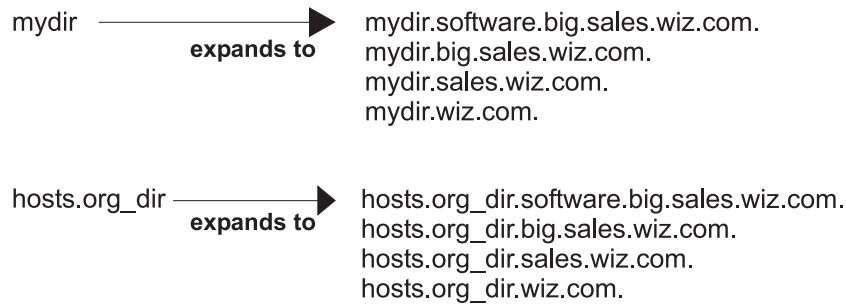 mydir expands to mydir.software.big.sales.wiz.com.
mydir.big.sales.wiz.com.
mydir.sales.wiz.com.
mydir.wiz.com.
hosts.org_dir expands to hosts.org_dir.software.big.sales.wiz.com.
hosts.org_dir.big.sales.wiz.com.
hosts.org_dir.sales.wiz.com.
hosts.org_dir.wiz.com.